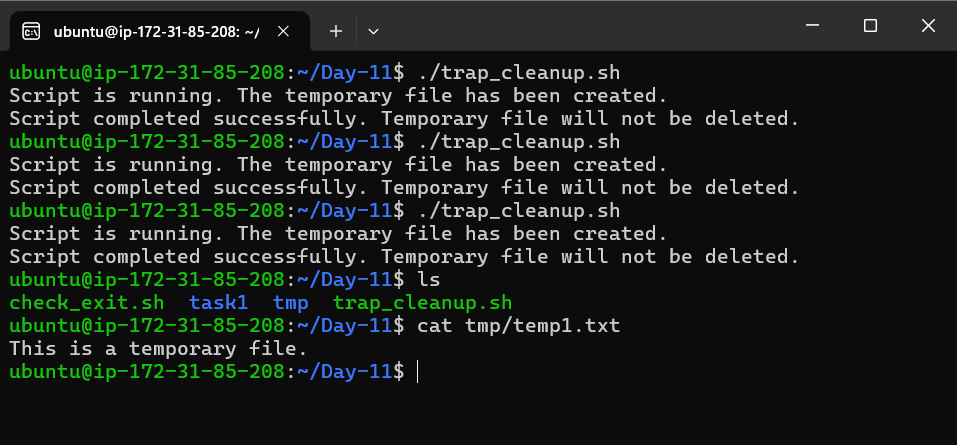 ubuntu@ip-172-31-85-208: ~/
ubuntu@ip-172-31-85-208:~/Day-11$ ./trap_cleanup.sh
Script is running. The temporary file has been created.
Script completed successfully. Temporary file will not be deleted.
ubuntu@ip-172-31-85-208:~/Day-11$ ./trap_cleanup.sh
Script is running. The temporary file has been created.
Script completed successfully. Temporary file will not be deleted.
ubuntu@ip-172-31-85-208:~/Day-11$ ./trap_cleanup.sh
Script is running. The temporary file has been created.
Script completed successfully. Temporary file will not be deleted.
ubuntu@ip-172-31-85-208:~/Day-11$ ls
check_exit.sh  task1  tmp  trap_cleanup.sh
ubuntu@ip-172-31-85-208:~/Day-11$ cat tmp/temp1.txt
This is a temporary file.
ubuntu@ip-172-31-85-208:~/Day-11$